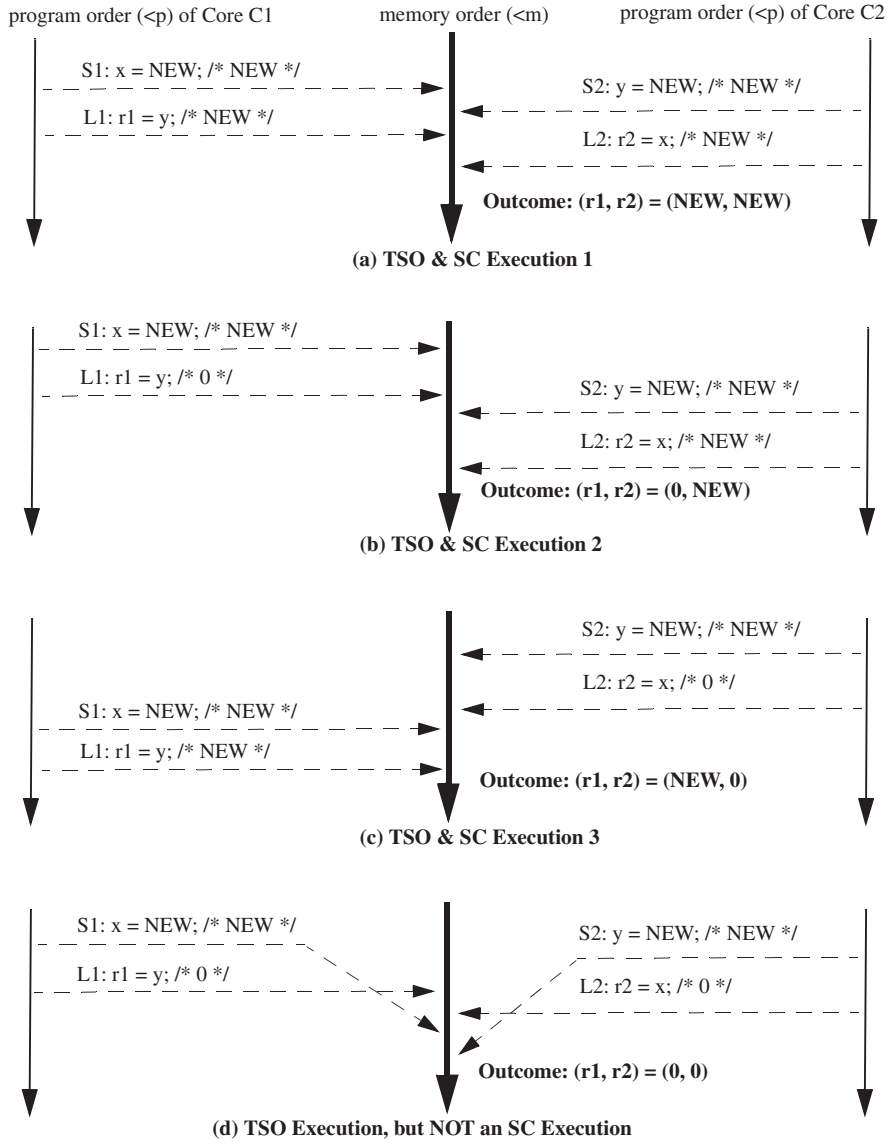 program order (<p) of Core C1 memory order (<m) program order (<p) of Core C2
S1: x = NEW; /* NEW */
S2: y = NEW; /* NEW */
L1: r1 = y; /* NEW */
L2: r2 = x; /* NEW */
Outcome: (r1, r2) = (NEW, NEW)
(a) TSO & SC Execution 1
S1: x = NEW; /* NEW */
L1: r1 = y; /* 0 */
S2: y = NEW; /* NEW */
L2: r2 = x; /* NEW */
Outcome: (r1, r2) = (0, NEW)
(b) TSO & SC Execution 2
S2: y = NEW; /* NEW */
L2: r2 = x; /* 0 */
S1: x = NEW; /* NEW */
L1: r1 = y; /* NEW */
Outcome: (r1, r2) = (NEW, 0)
(c) TSO & SC Execution 3
S1: x = NEW; /* NEW */
S2: y = NEW; /* NEW */
L1: r1 = y; /* 0 */
L2: r2 = x; /* 0 */
Outcome: (r1, r2) = (0, 0)
(d) TSO Execution, but NOT an SC Execution